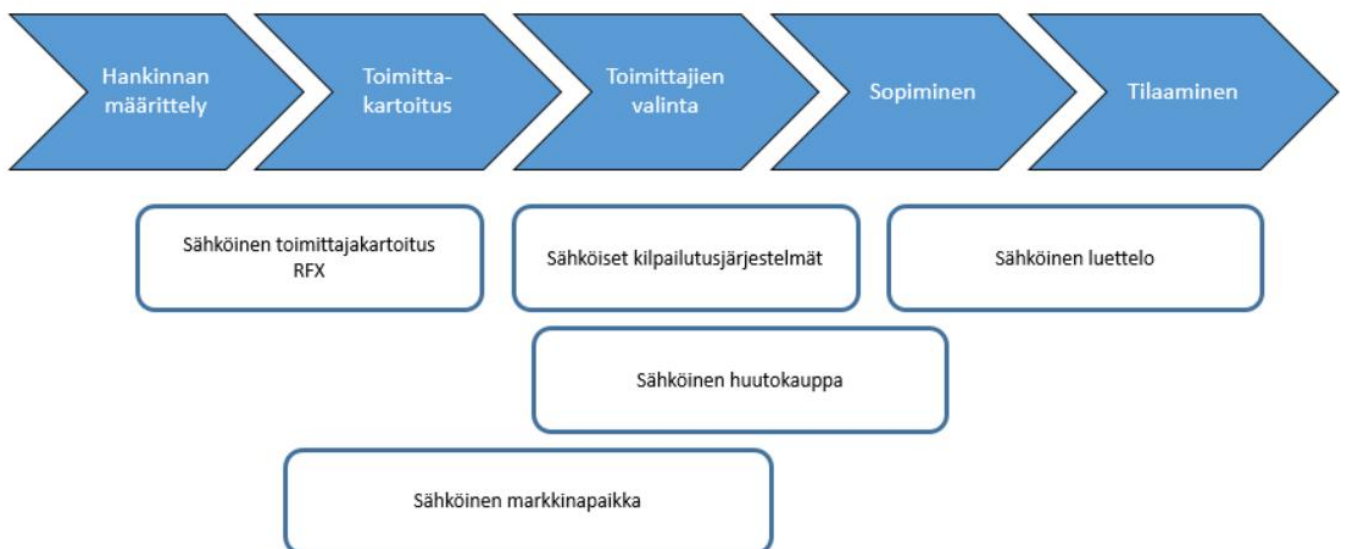 Hankinnan
määrittely
Toimitta-
kartoitus
Toimittajien
valinta
Sopiminen
Tilaaminen
Sähköinen toimittajakartoitus
RFX
Sähköiset kilpailutusjärjestelmät
Sähköinen luettelo
Sähköinen huutokauppa
Sähköinen markkinapaikka